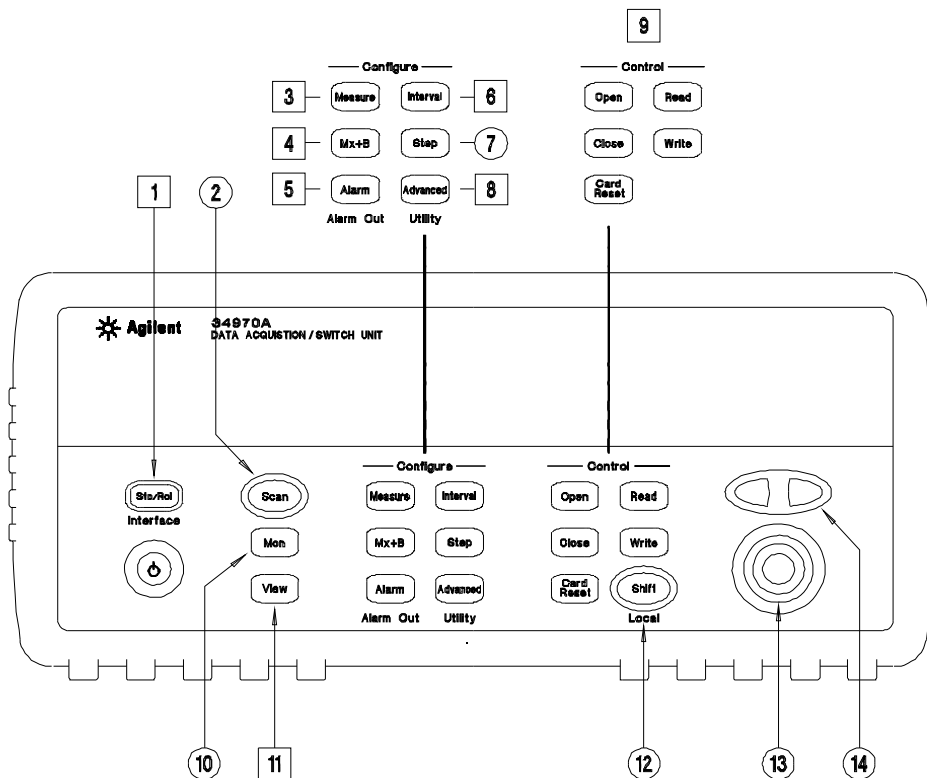 9
Configure
Control
3
Measure
Interval
6
Open
Read
4
Mx+B
Step
7
Close
Write
5
Alarm
Advanced
8
Card
Reset
Alarm Out
Utility
1
2
Agilent
34970A
DATA ACQUISTION / SWITCH UNIT
Configure
Control
Sto/Rcl
Interface
Scan
Measure
Interval
Open
Read
Mon
Mx+B
Step
Close
Write
View
Alarm
Advanced
Card
Reset
Shift
Alarm Out
Utility
Local
10
11
12
13
14